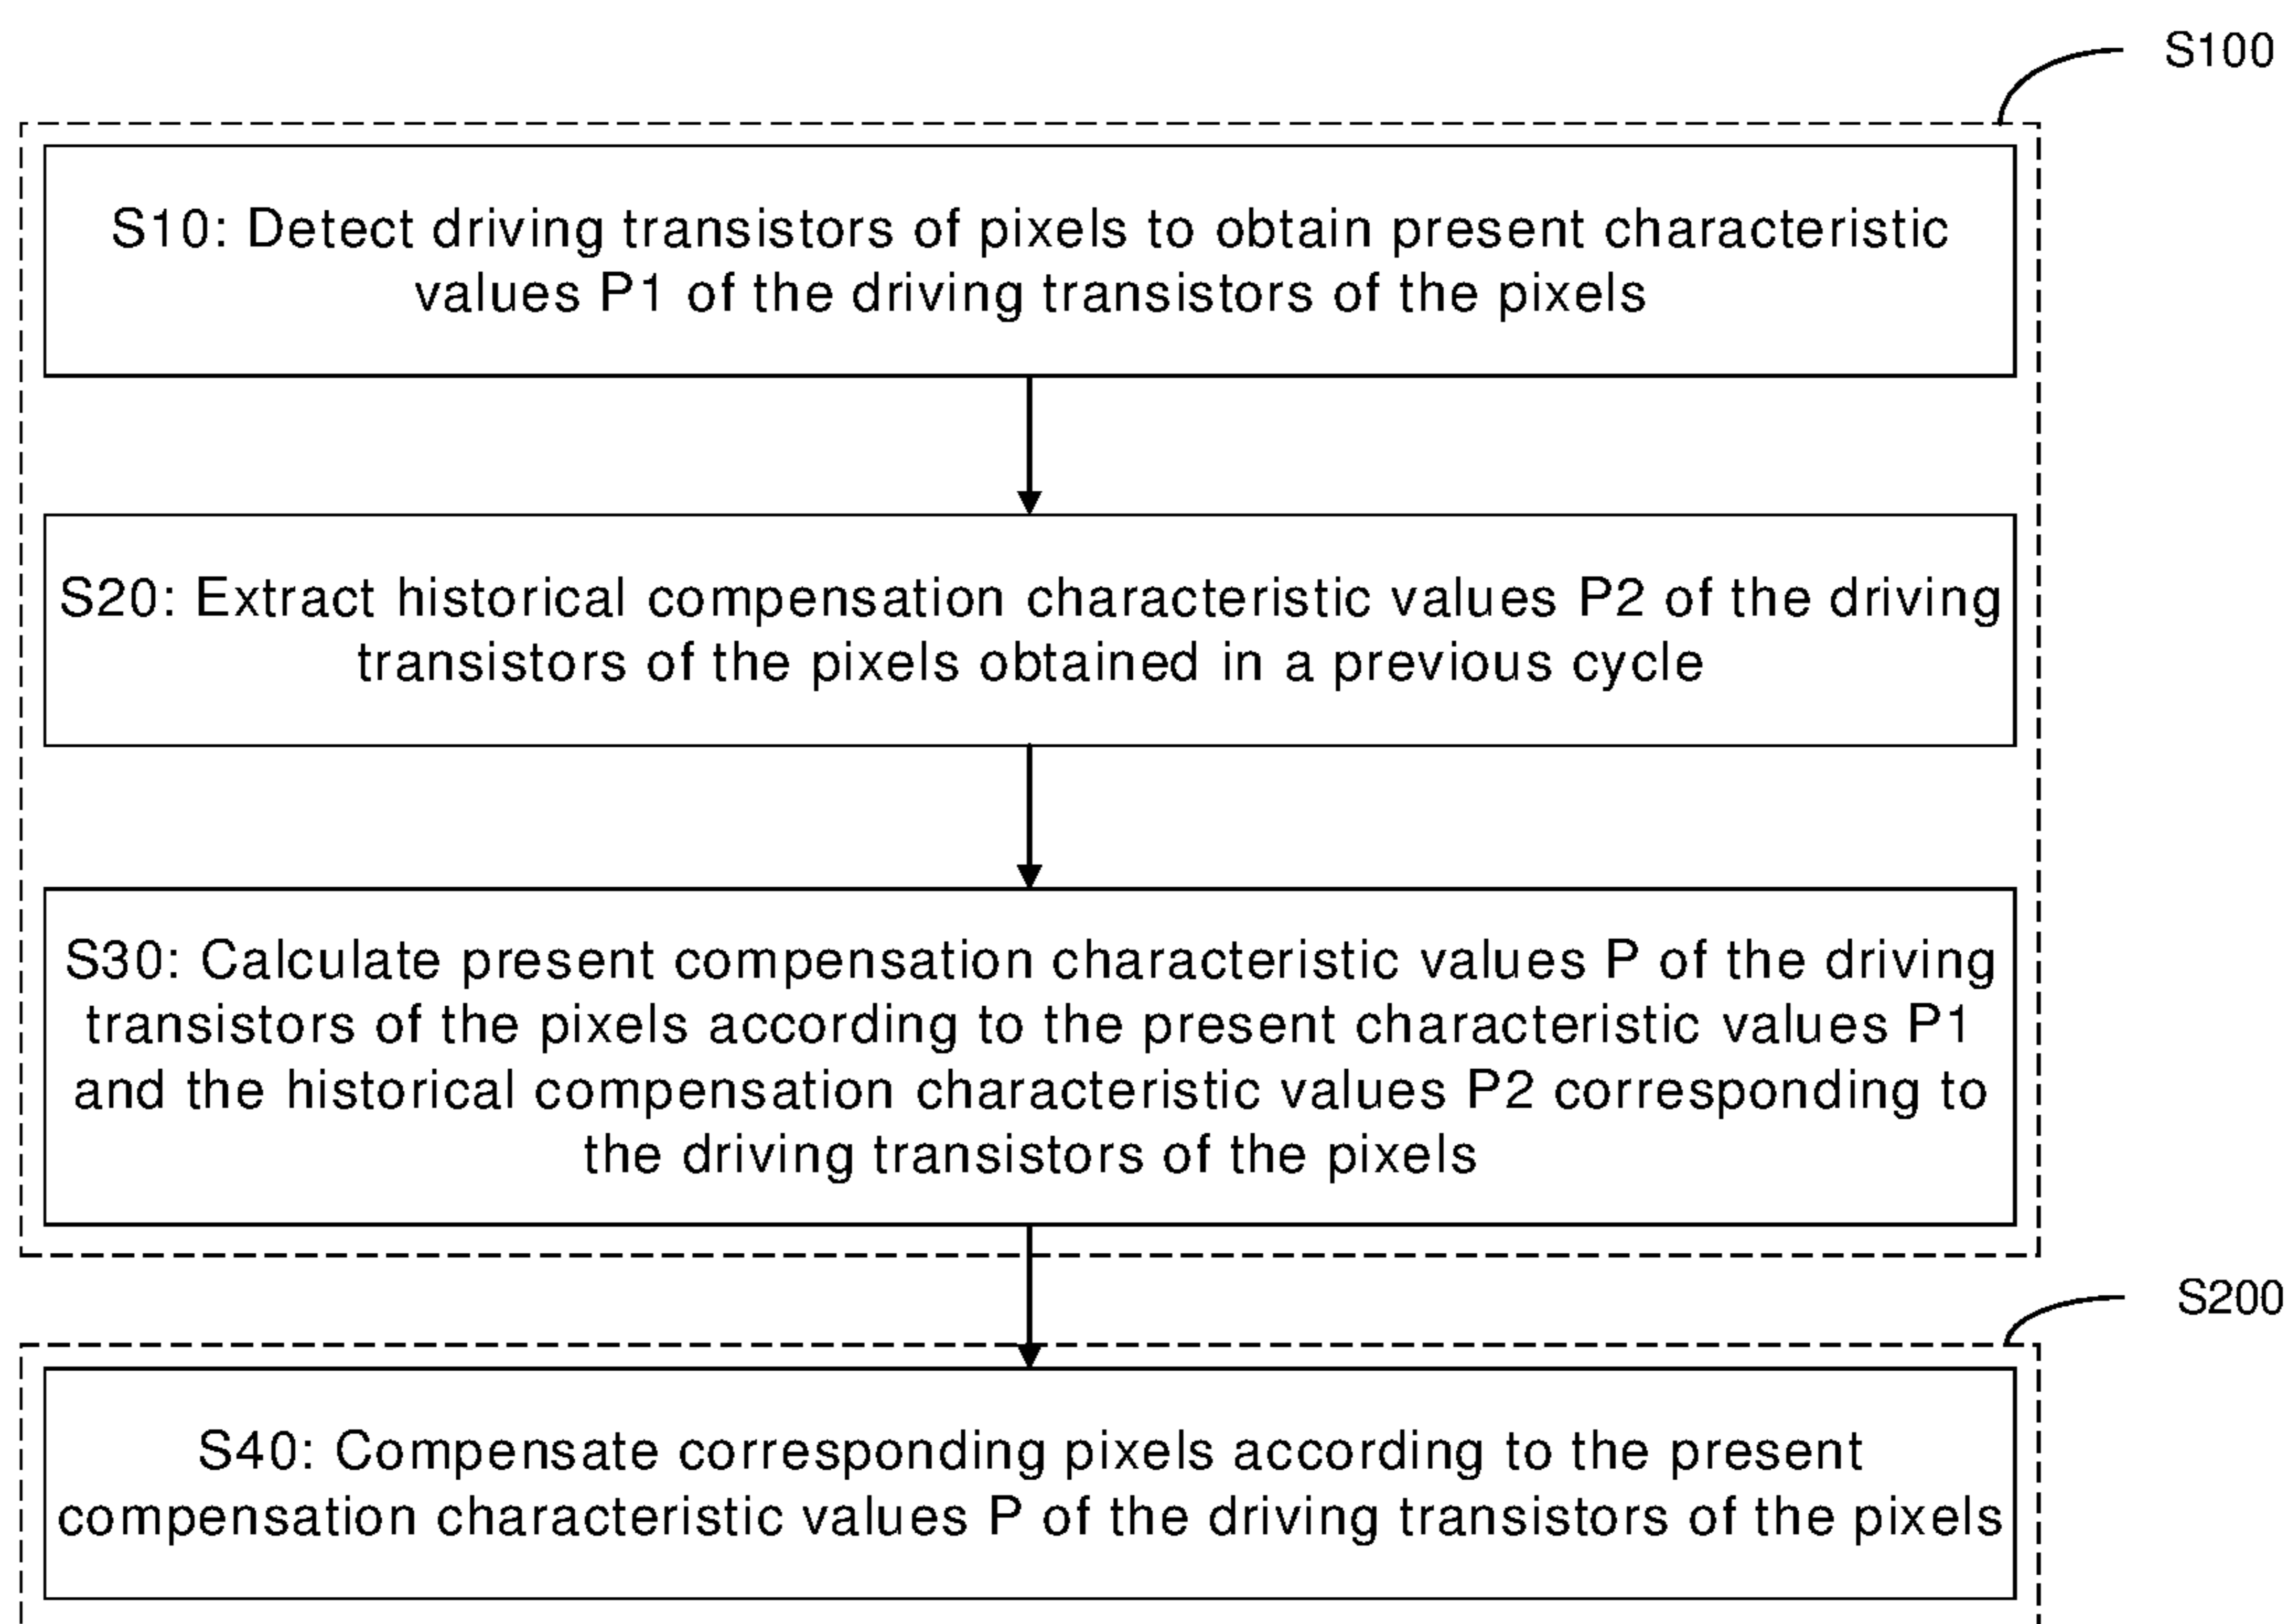 S100
S10: Detect driving transistors of pixels to obtain present characteristic
values P1 of the driving transistors of the pixels
S20: Extract historical compensation characteristic values P2 of the driving
transistors of the pixels obtained in a previous cycle
S30: Calculate present compensation characteristic values P of the driving
transistors of the pixels according to the present characteristic values P1
and the historical compensation characteristic values P2 corresponding to
the driving transistors of the pixels
S200
S40: Compensate corresponding pixels according to the present
compensation characteristic values P of the driving transistors of the pixels